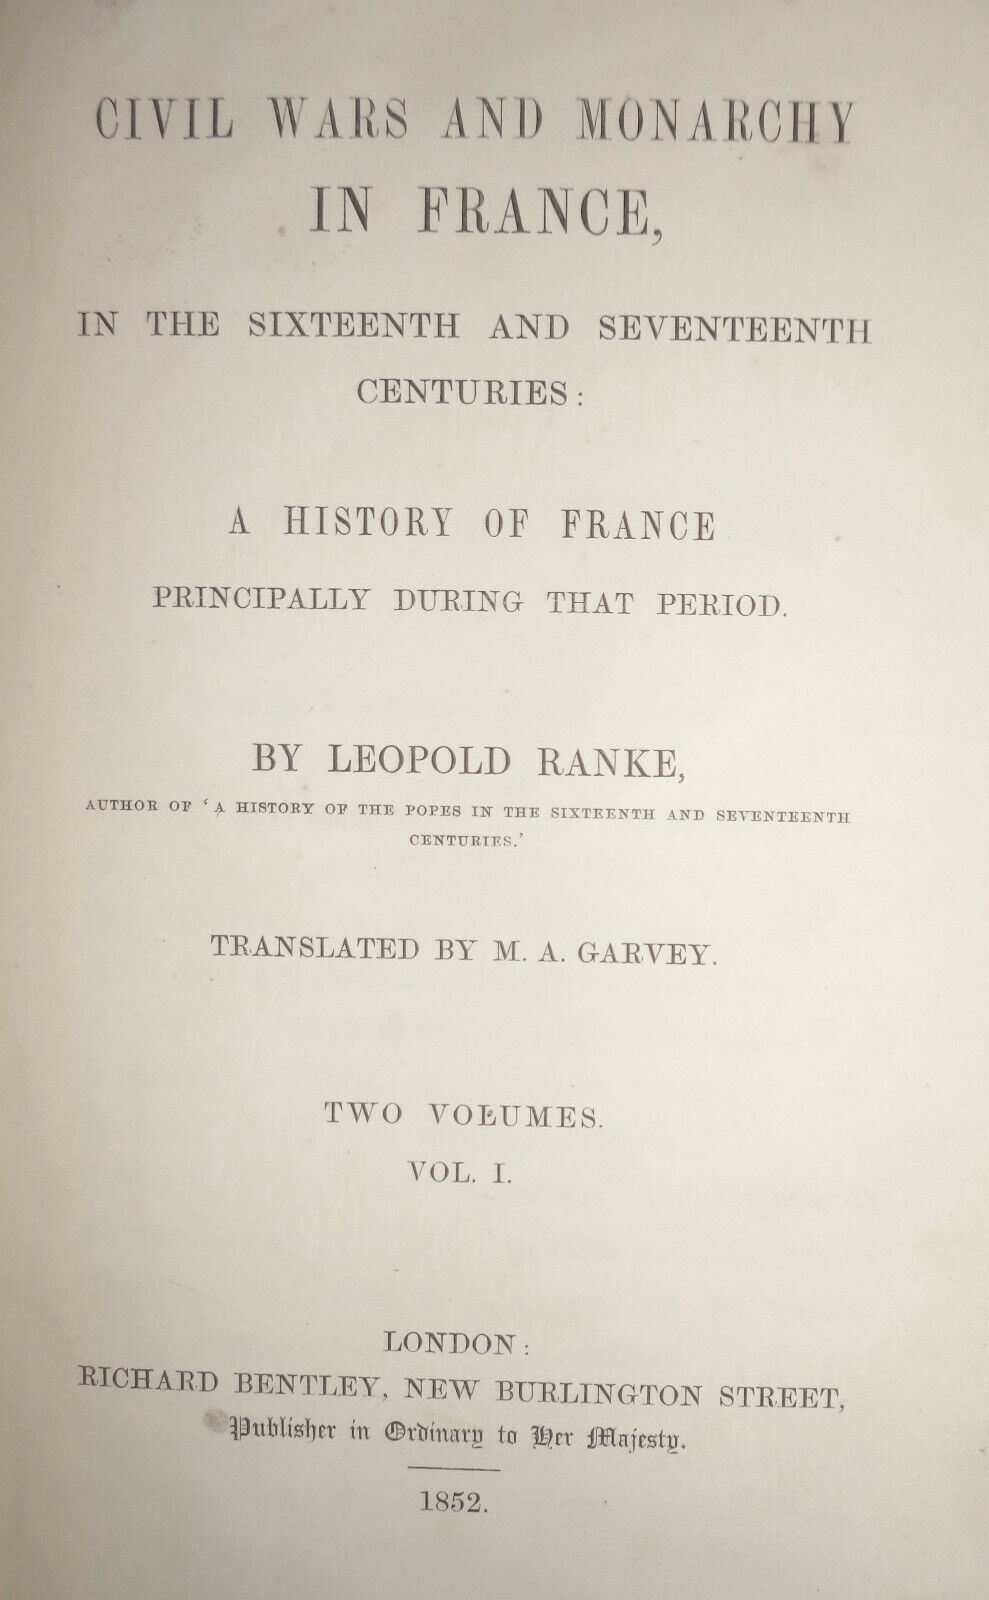 CIVIL WARS AND MONARCHY
IN FRANCE,
IN THE SIXTEENTH AND SEVENTEENTH
CENTURIES:
A HISTORY OF FRANCE
PRINCIPALLY DURING THAT PERIOD.
BY LEOPOLD RANKE,
AUTHOR OF ‘A HISTORY OF THE POPES IN THE SIXTEENTH AND SEVENTEENTH
CENTURIES.’
TRANSLATED BY M. A. GARVEY.
TWO VOLUMES.
VOL. I.
LONDON:
RICHARD BENTLEY, NEW BURLINGTON STREET,
Publisher in Ordinary to Her Majesty.
1852.